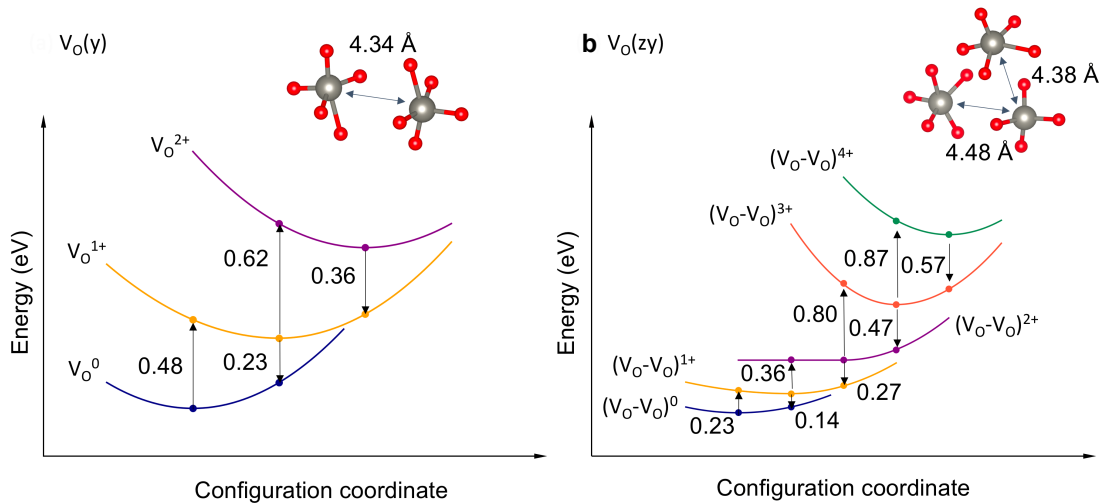 V_O(y)
4.34 Å
V_O^2+
V_O^1+
V_O^0
0.62
0.36
0.48
0.23
Energy (eV)
Configuration coordinate
b V_O(zy)
4.38 Å
4.48 Å
(V_O-V_O)^4+
(V_O-V_O)^3+
(V_O-V_O)^2+
(V_O-V_O)^1+
(V_O-V_O)^0
0.87
0.57
0.80
0.47
0.36
0.27
0.23
0.14
Energy (eV)
Configuration coordinate